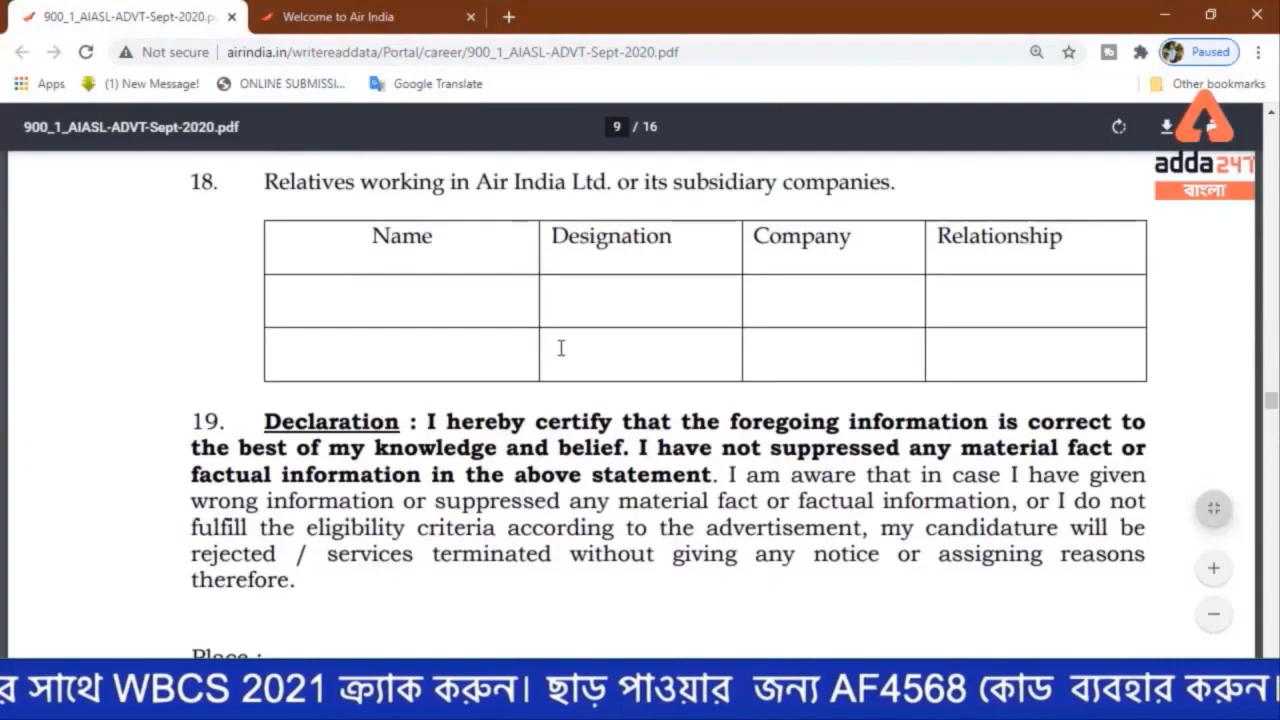 900_1_AIASL-ADVT-Sept-2020.p
Welcome to Air India
Not secure
airindia.in/writereaddata/Portal/career/900_1_AIASL-ADVT-Sept-2020.pdf
Paused
Apps
(1) New Message!
ONLINE SUBMISSI...
Google Translate
Other bookmarks
900_1_AIASL-ADVT-Sept-2020.pdf
9 / 16
adda247
বাংলা
18. Relatives working in Air India Ltd. or its subsidiary companies.
Name Designation Company Relationship
19. Declaration : I hereby certify that the foregoing information is correct to
the best of my knowledge and belief. I have not suppressed any material fact or
factual information in the above statement. I am aware that in case I have given
wrong information or suppressed any material fact or factual information, or I do not
fulfill the eligibility criteria according to the advertisement, my candidature will be
rejected / services terminated without giving any notice or assigning reasons
therefore.
Place :
র সাথে WBCS 2021 ক্র্যাক করুন। ছাড় পাওয়ার জন্য AF4568 কোড ব্যবহার করুন।